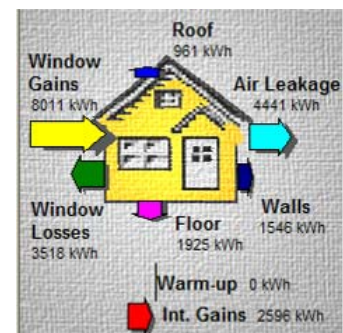 Roof
961 kWh
Window
Gains
8011 kWh
Air Leakage
4441 kWh
Window
Losses
3518 kWh
Floor
1925 kWh
Walls
1546 kWh
Warm-up 0 kWh
Int. Gains 2596 kWh